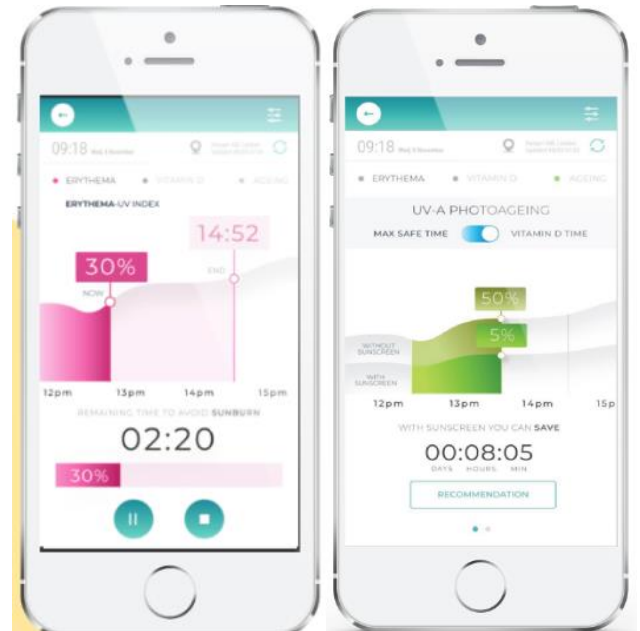 09:18 Wed, 5 December
ERYTHEMA VITAMIN D AGEING
ERYTHEMA-UV INDEX
14:52
30%
END
NOW
12pm 13pm 14pm 15pm
REMAINING TIME TO AVOID SUNBURN
02:20
30%
09:18
ERYTHEMA VITAMIN D AGEING
UV-A PHOTOAGEING
MAX SAFE TIME VITAMIN D TIME
50%
5%
WITHOUT
SUNSCREEN
WITH
SUNSCREEN
12pm 13pm 14pm 15p
WITH SUNSCREEN YOU CAN SAVE
00:08:05
DAYS HOURS MIN
RECOMMENDATION